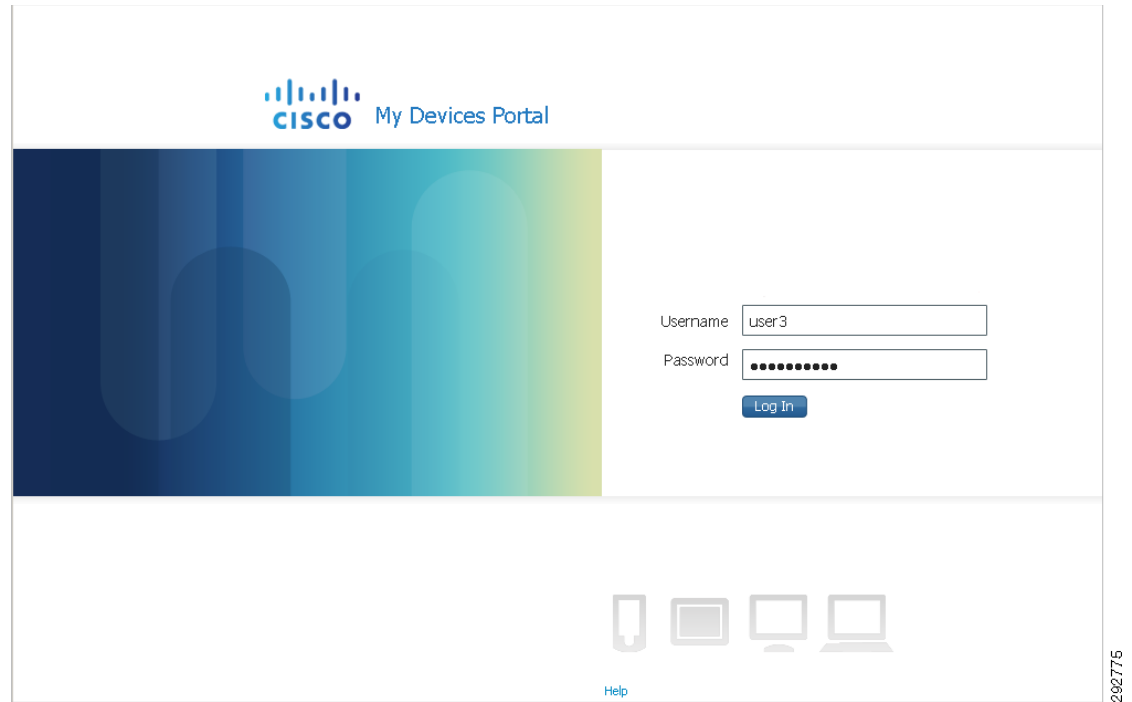 CISCO My Devices Portal
Username user3
Password ••••••••••
Log In
Help
292775